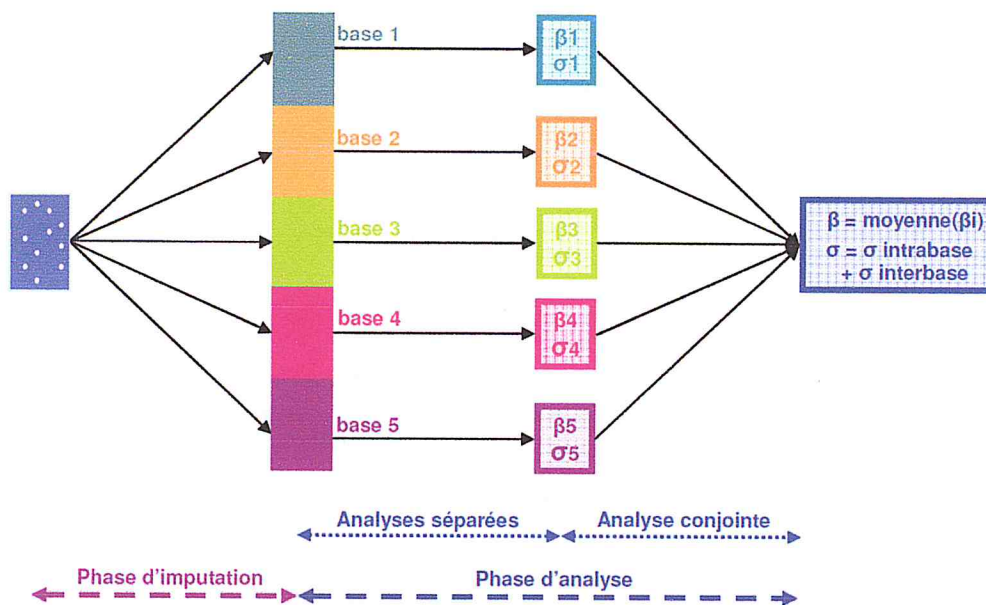 base 1
β1
σ1
base 2
β2
σ2
base 3
β3
σ3
β = moyenne(βi)
σ = σ intrabase
+ σ interbase
base 4
β4
σ4
base 5
β5
σ5
Analyses séparées
Analyse conjointe
Phase d'imputation
Phase d'analyse